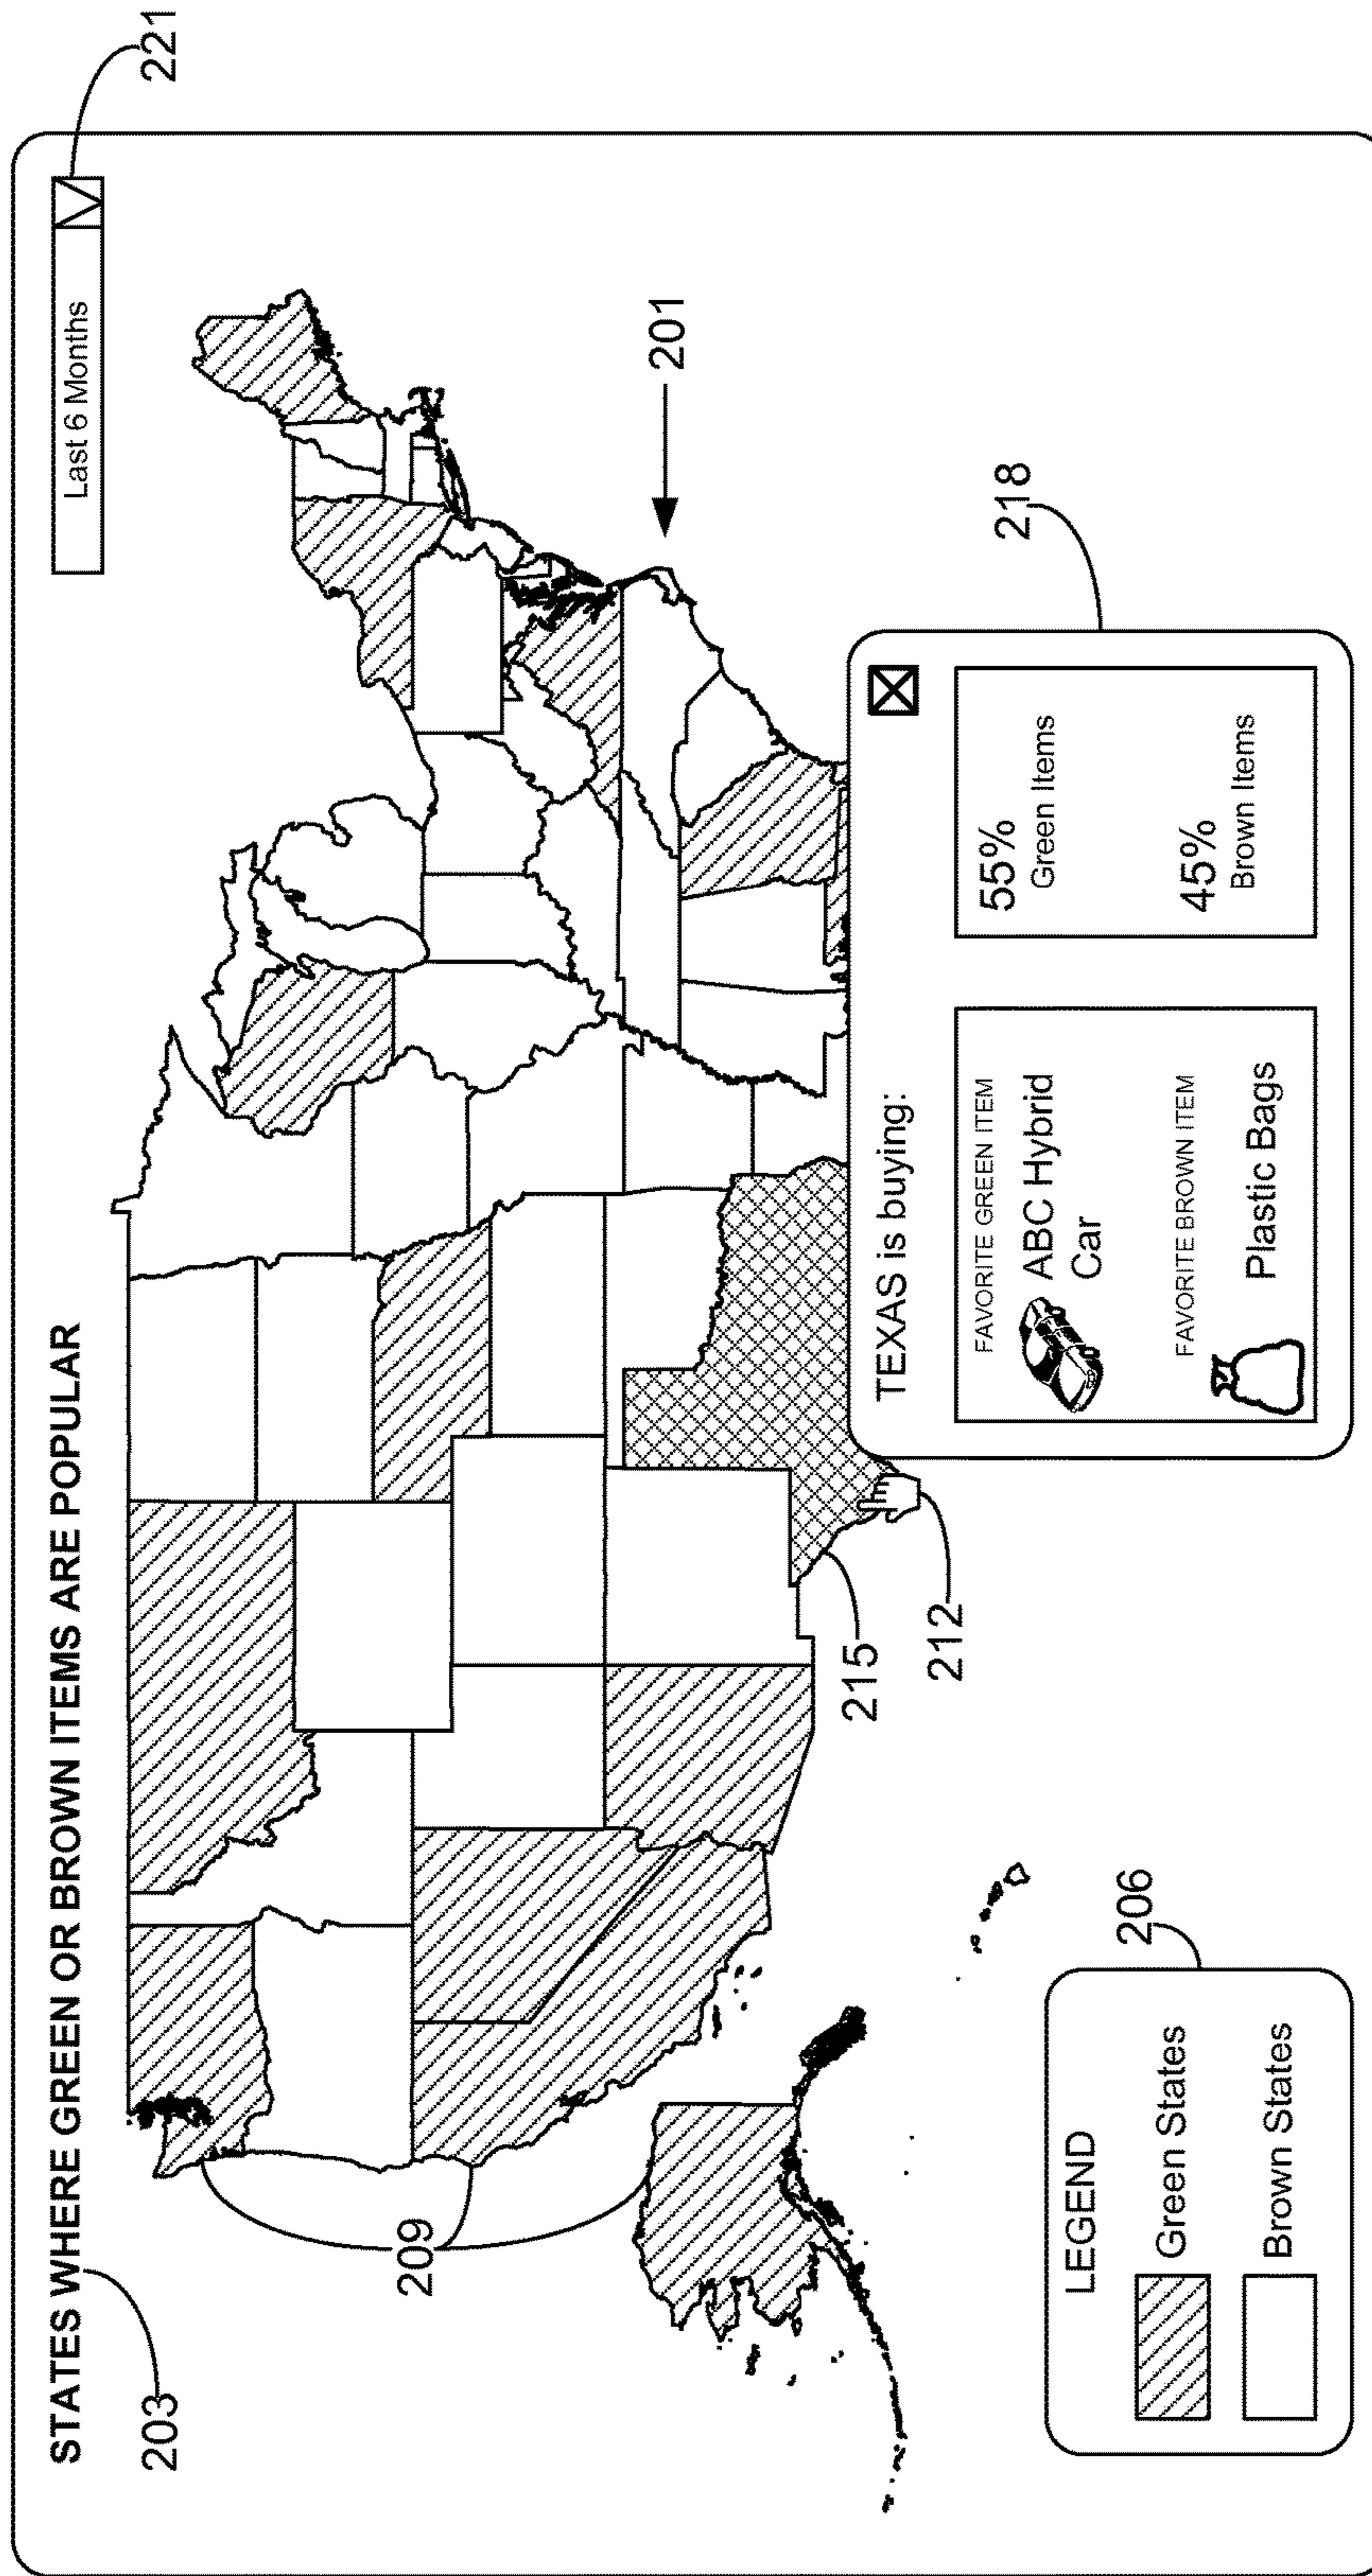 STATES WHERE GREEN OR BROWN ITEMS ARE POPULAR
Last 6 Months
221
203
209
201
215
212
218
TEXAS is buying:
FAVORITE GREEN ITEM
ABC Hybrid
Car
FAVORITE BROWN ITEM
Plastic Bags
55%
Green Items
45%
Brown Items
206
LEGEND
Green States
Brown States